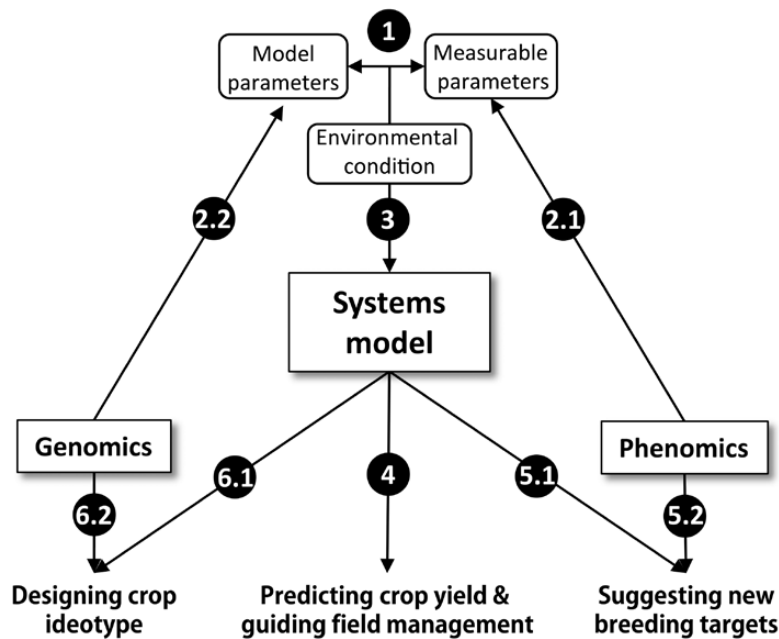 1
Model
parameters
Measurable
parameters
Environmental
condition
2.2
3
2.1
Systems
model
Genomics
Phenomics
6.1
4
5.1
6.2
5.2
Designing crop
ideotype
Predicting crop yield &
guiding field management
Suggesting new
breeding targets